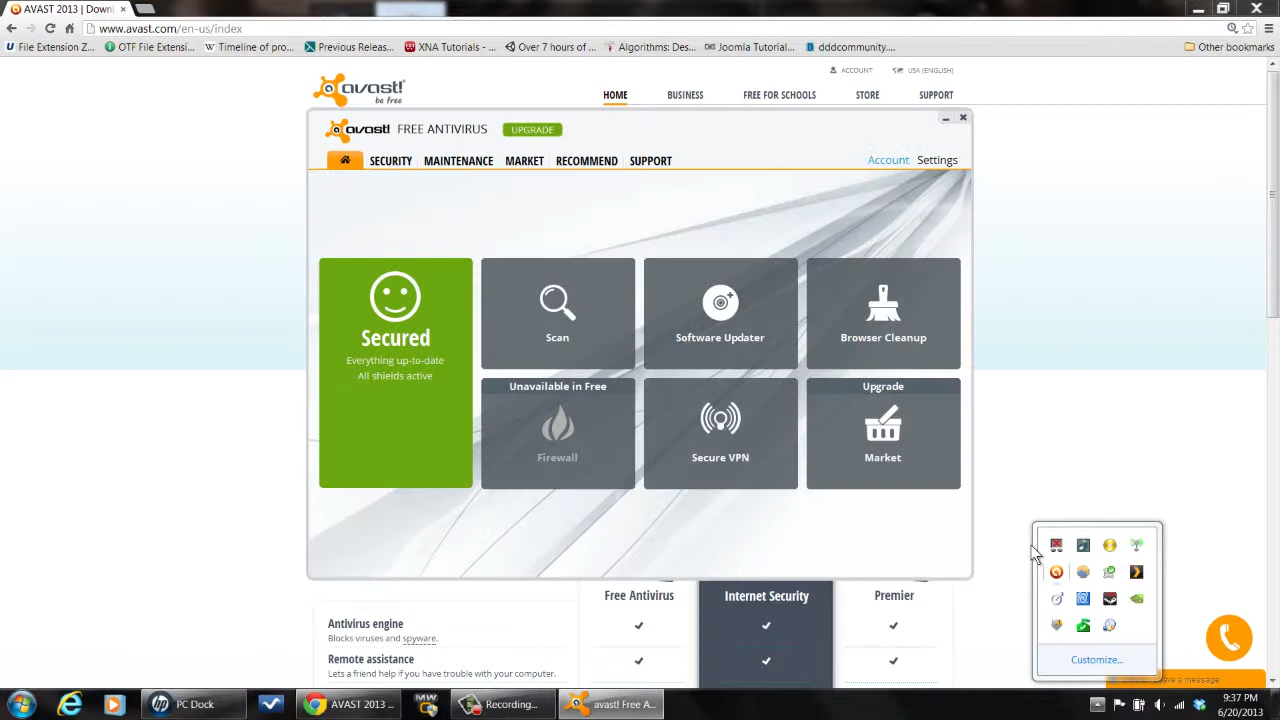 AVAST 2013 | Downl
www.avast.com/en-us/index
File Extension Z...
OTF File Extensi...
Timeline of pro...
Previous Releas...
XNA Tutorials - ...
Over 7 hours of ...
Algorithms: Des...
Joomla Tutorial...
dddcommunity....
Other bookmarks
ACCOUNT
USA (ENGLISH)
avast!
be free
HOME
BUSINESS
FREE FOR SCHOOLS
STORE
SUPPORT
avast! FREE ANTIVIRUS
UPGRADE
SECURITY
MAINTENANCE
MARKET
RECOMMEND
SUPPORT
Account
Settings
Secured
Everything up-to-date
All shields active
Scan
Software Updater
Browser Cleanup
Unavailable in Free
Firewall
Secure VPN
Upgrade
Market
Free Antivirus
Internet Security
Premier
Antivirus engine
Blocks viruses and spyware.
Remote assistance
Lets a friend help if you have trouble with your computer.
Customize...
Leave a message
PC Dock
AVAST 2013 ...
Recording...
avast! Free A...
9:37 PM
6/20/2013